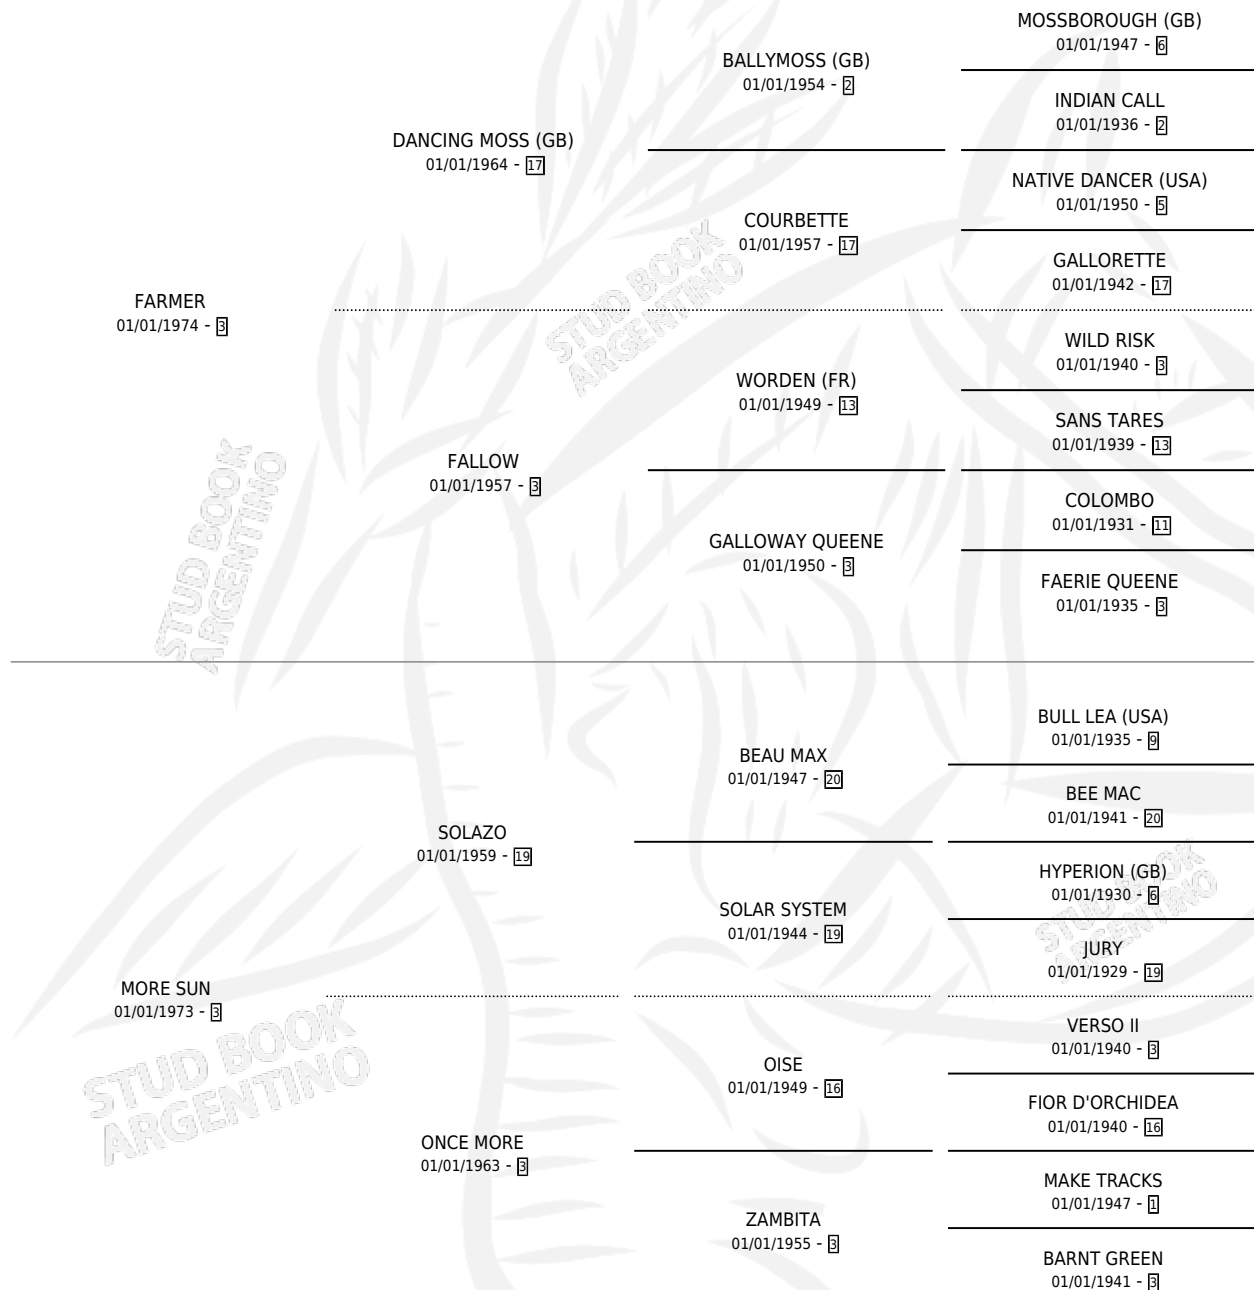 MOSSBOROUGH (GB)
01/01/1947 - 6
BALLYMOSS (GB)
01/01/1954 - 2
INDIAN CALL
01/01/1936 - 2
DANCING MOSS (GB)
01/01/1964 - 17
NATIVE DANCER (USA)
01/01/1950 - 5
COURBETTE
01/01/1957 - 17
GALLORETTE
01/01/1942 - 17
FARMER
01/01/1974 - 3
WILD RISK
01/01/1940 - 3
WORDEN (FR)
01/01/1949 - 13
SANS TARES
01/01/1939 - 13
FALLOW
01/01/1957 - 3
COLOMBO
01/01/1931 - 11
GALLOWAY QUEENE
01/01/1950 - 3
FAERIE QUEENE
01/01/1935 - 3
BULL LEA (USA)
01/01/1935 - 9
BEAU MAX
01/01/1947 - 20
BEE MAC
01/01/1941 - 20
SOLAZO
01/01/1959 - 19
HYPERION (GB)
01/01/1930 - 6
SOLAR SYSTEM
01/01/1944 - 19
JURY
01/01/1929 - 19
MORE SUN
01/01/1973 - 3
VERSO II
01/01/1940 - 3
OISE
01/01/1949 - 16
FIOR D'ORCHIDEA
01/01/1940 - 16
ONCE MORE
01/01/1963 - 3
MAKE TRACKS
01/01/1947 - 1
ZAMBITA
01/01/1955 - 3
BARNT GREEN
01/01/1941 - 3
STUD BOOK
ARGENTINO
STUD BOOK
ARGENTINO
STUD BOOK
ARGENTINO
STUD BOOK
ARGENTINO